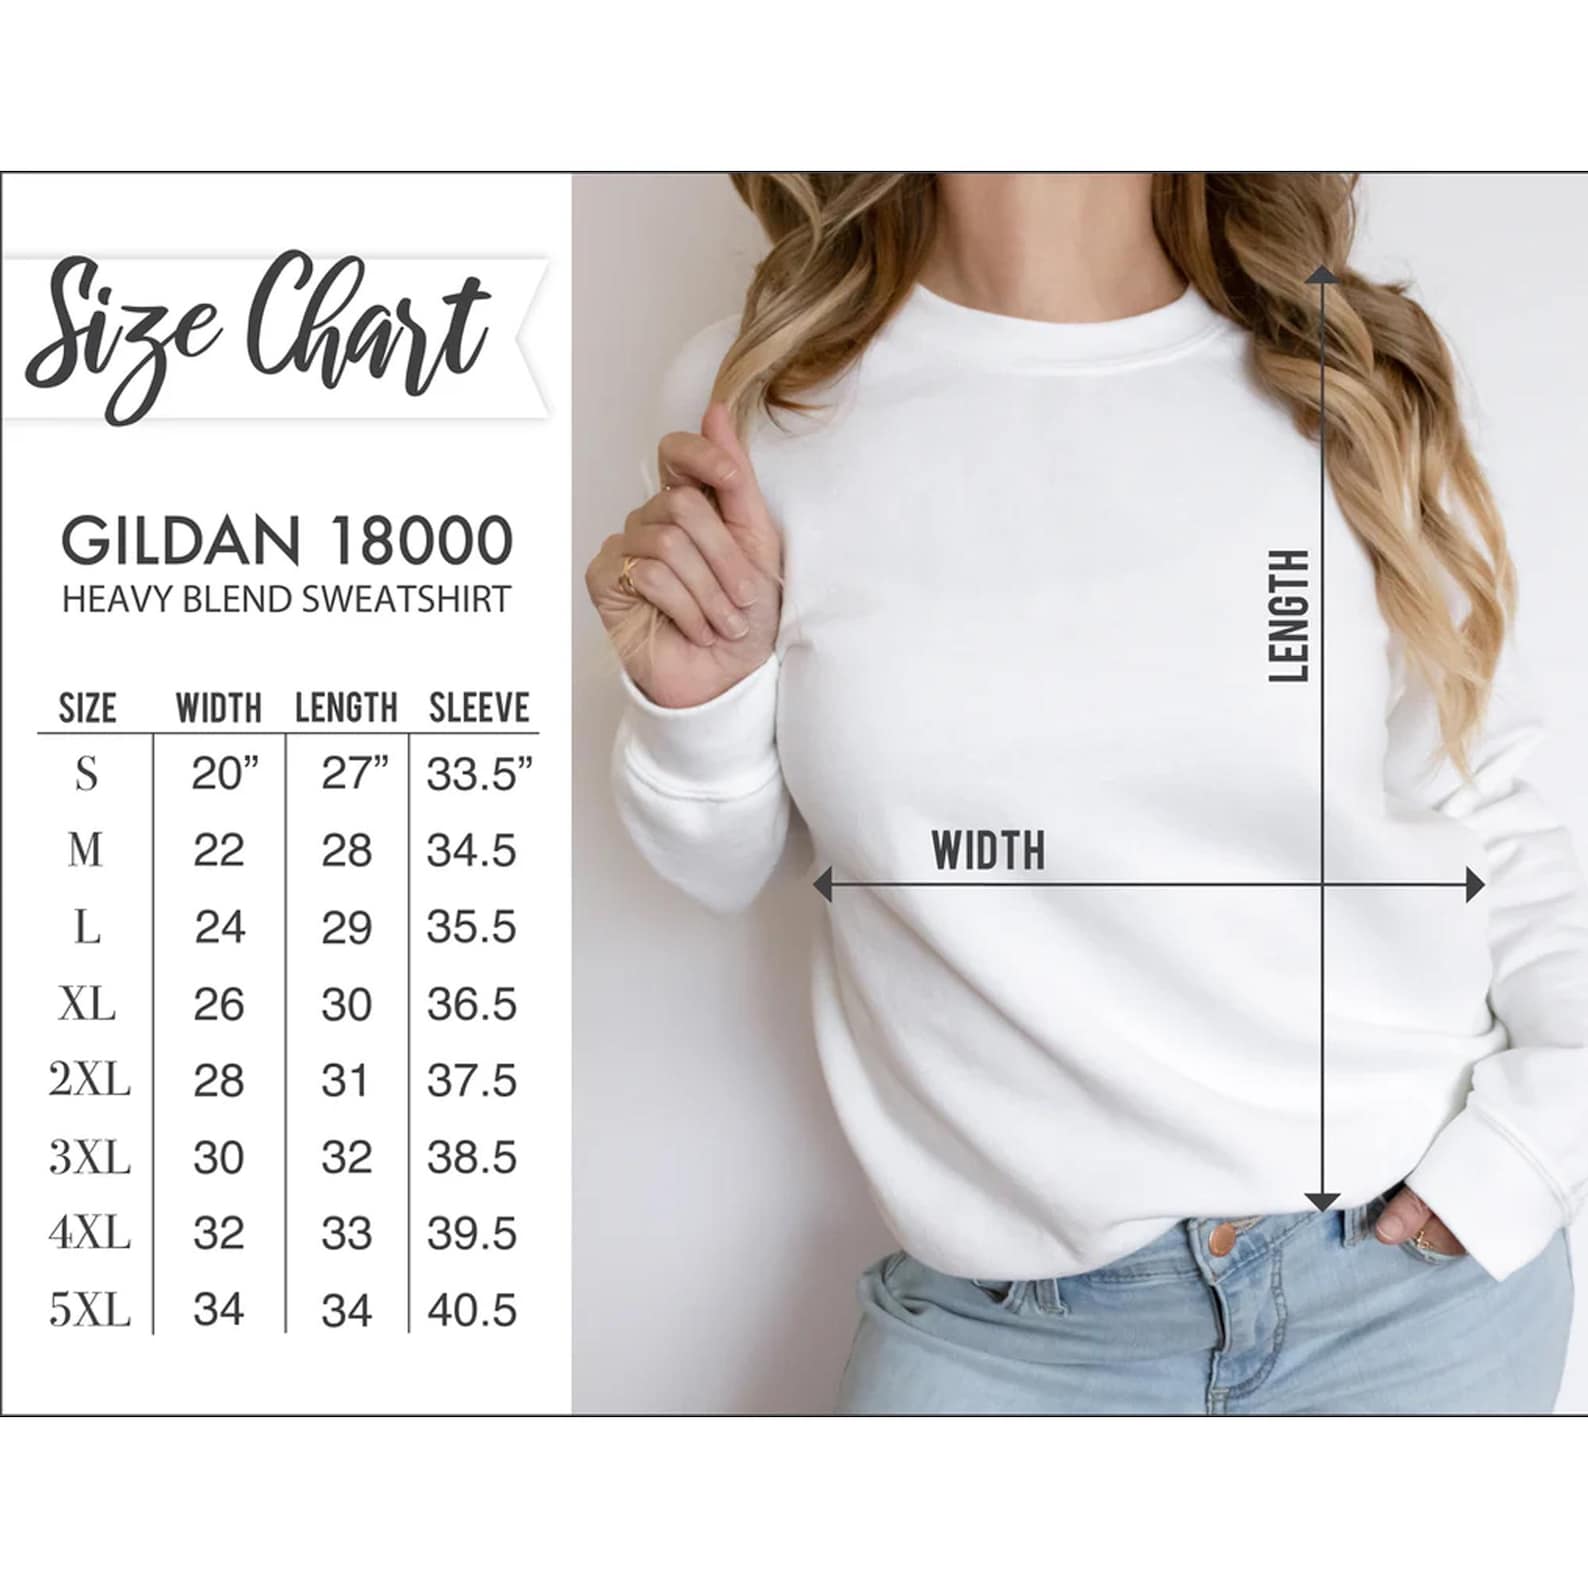 Size Chart
GILDAN 18000
HEAVY BLEND SWEATSHIRT
SIZE WIDTH LENGTH SLEEVE
S 20” 27” 33.5”
M 22 28 34.5
L 24 29 35.5
XL 26 30 36.5
2XL 28 31 37.5
3XL 30 32 38.5
4XL 32 33 39.5
5XL 34 34 40.5
LENGTH
WIDTH